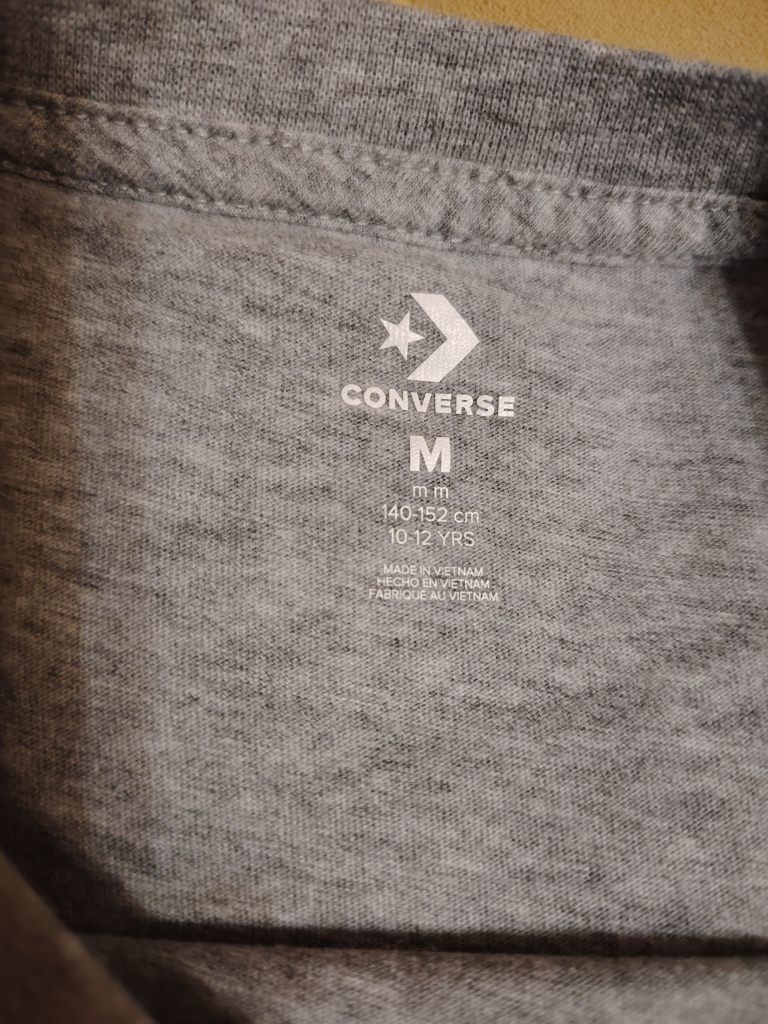 CONVERSE
M
m m
140-152 cm
10-12 YRS
MADE IN VIETNAM
HECHO EN VIETNAM
FABRIQUÉ AU VIETNAM